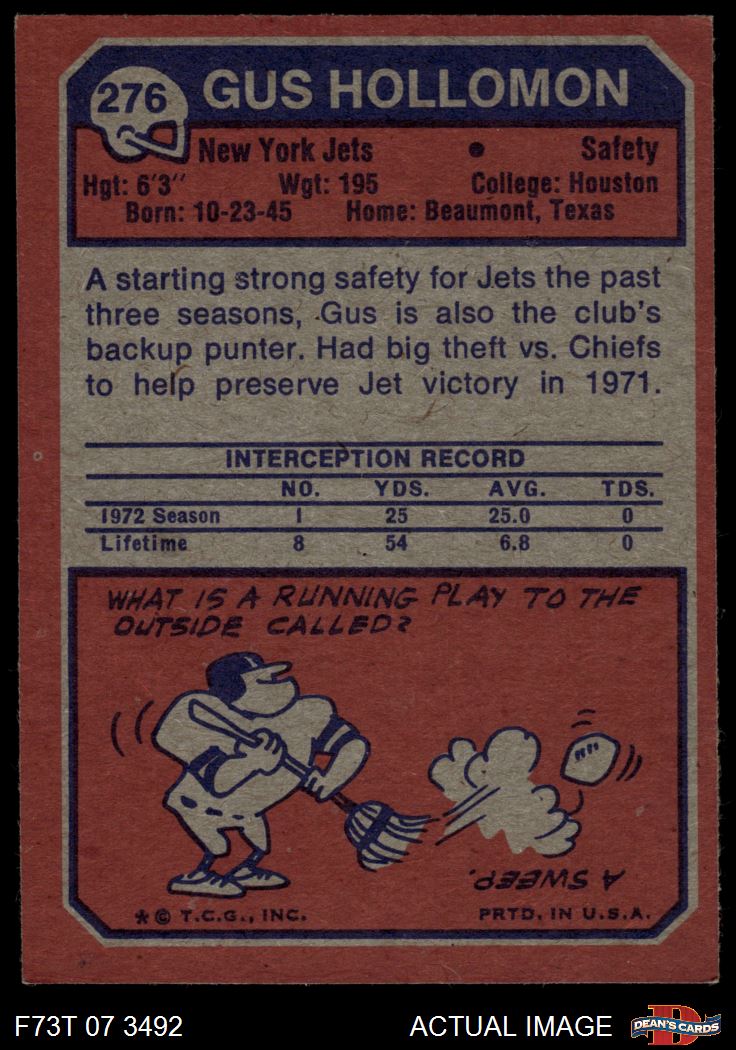 276
GUS HOLLOMON
New York Jets • Safety
Hgt: 6'3" Wgt: 195 College: Houston
Born: 10-23-45 Home: Beaumont, Texas
A starting strong safety for Jets the past
three seasons, Gus is also the club's
backup punter. Had big theft vs. Chiefs
to help preserve Jet victory in 1971.
INTERCEPTION RECORD
NO. YDS. AVG. TDS.
1972 Season 1 25 25.0 0
Lifetime 8 54 6.8 0
WHAT IS A RUNNING PLAY TO THE
OUTSIDE CALLED?
A SWEEP.
* © T.C.G., INC. PRTD. IN U.S.A.
F73T 07 3492 ACTUAL IMAGE
DEAN'S CARDS